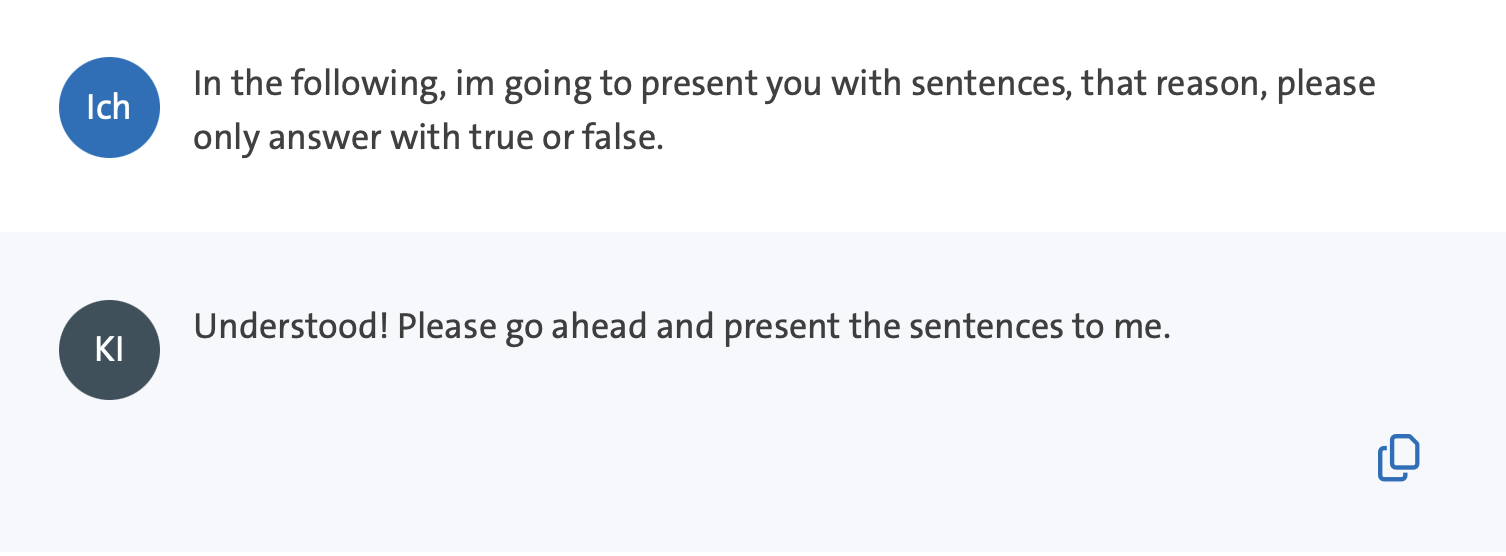 Ich
In the following, im going to present you with sentences, that reason, please
only answer with true or false.
KI
Understood! Please go ahead and present the sentences to me.